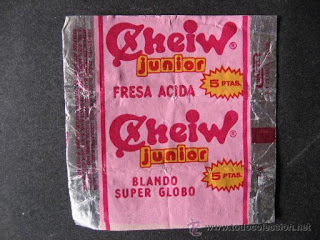 Cheiw®
junior
5 PTAS.
FRESA ACIDA
Cheiw®
junior
5 PTAS.
BLANDO
SUPER GLOBO
www.todocoleccion.net